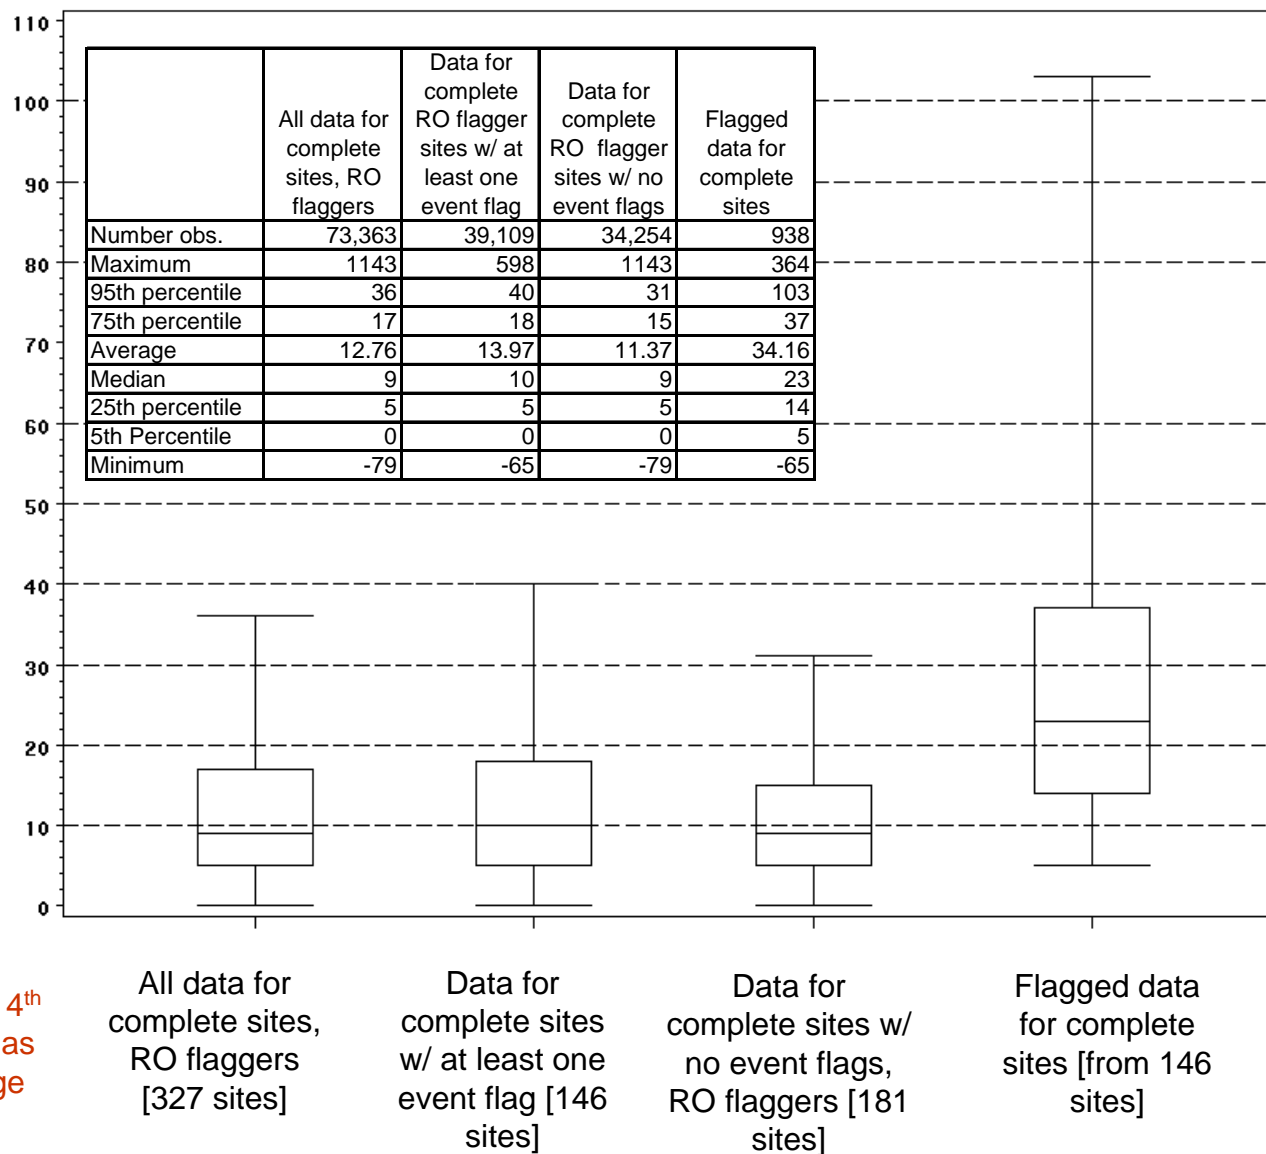 110
100
90
80
70
60
50
40
30
20
10
0
All data for complete sites, RO flaggers
Data for complete RO flagger sites w/ at least one event flag
Data for complete RO flagger sites w/ no event flags
Flagged data for complete sites
Number obs. 73,363 39,109 34,254 938
Maximum 1143 598 1143 364
95th percentile 36 40 31 103
75th percentile 17 18 15 37
Average 12.76 13.97 11.37 34.16
Median 9 10 9 23
25th percentile 5 5 5 14
5th Percentile 0 0 0 5
Minimum -79 -65 -79 -65
4th
as
ge
All data for
complete sites,
RO flaggers
[327 sites]
Data for
complete sites
w/ at least one
event flag [146
sites]
Data for
complete sites w/
no event flags,
RO flaggers [181
sites]
Flagged data
for complete
sites [from 146
sites]